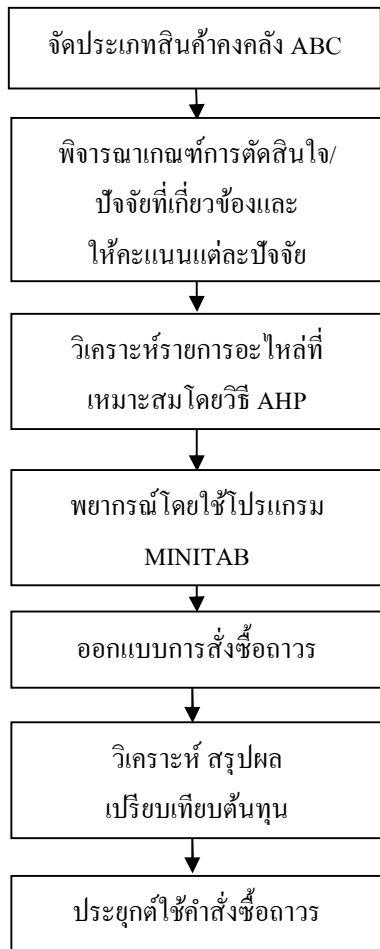 จัดประเภทสินค้าคงคลัง ABC
พิจารณาเกณฑ์การตัดสินใจ/
ปัจจัยที่เกี่ยวข้องและ
ให้คะแนนแต่ละปัจจัย
วิเคราะห์รายการอะไหล่ที่
เหมาะสมโดยวิธี AHP
พยากรณ์โดยใช้โปรแกรม
MINITAB
ออกแบบการสั่งซื้อถาวร
วิเคราะห์ สรุปผล
เปรียบเทียบต้นทุน
ประยุกต์ใช้คำสั่งซื้อถาวร